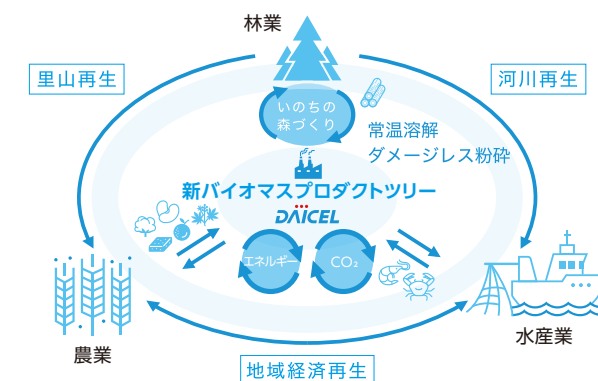 林業
里山再生
河川再生
いのちの
森づくり
常温溶解
ダメージレス粉砕
新バイオマスプロダクトツリー
DAICEL
エネルギー
CO₂
農業
水産業
地域経済再生